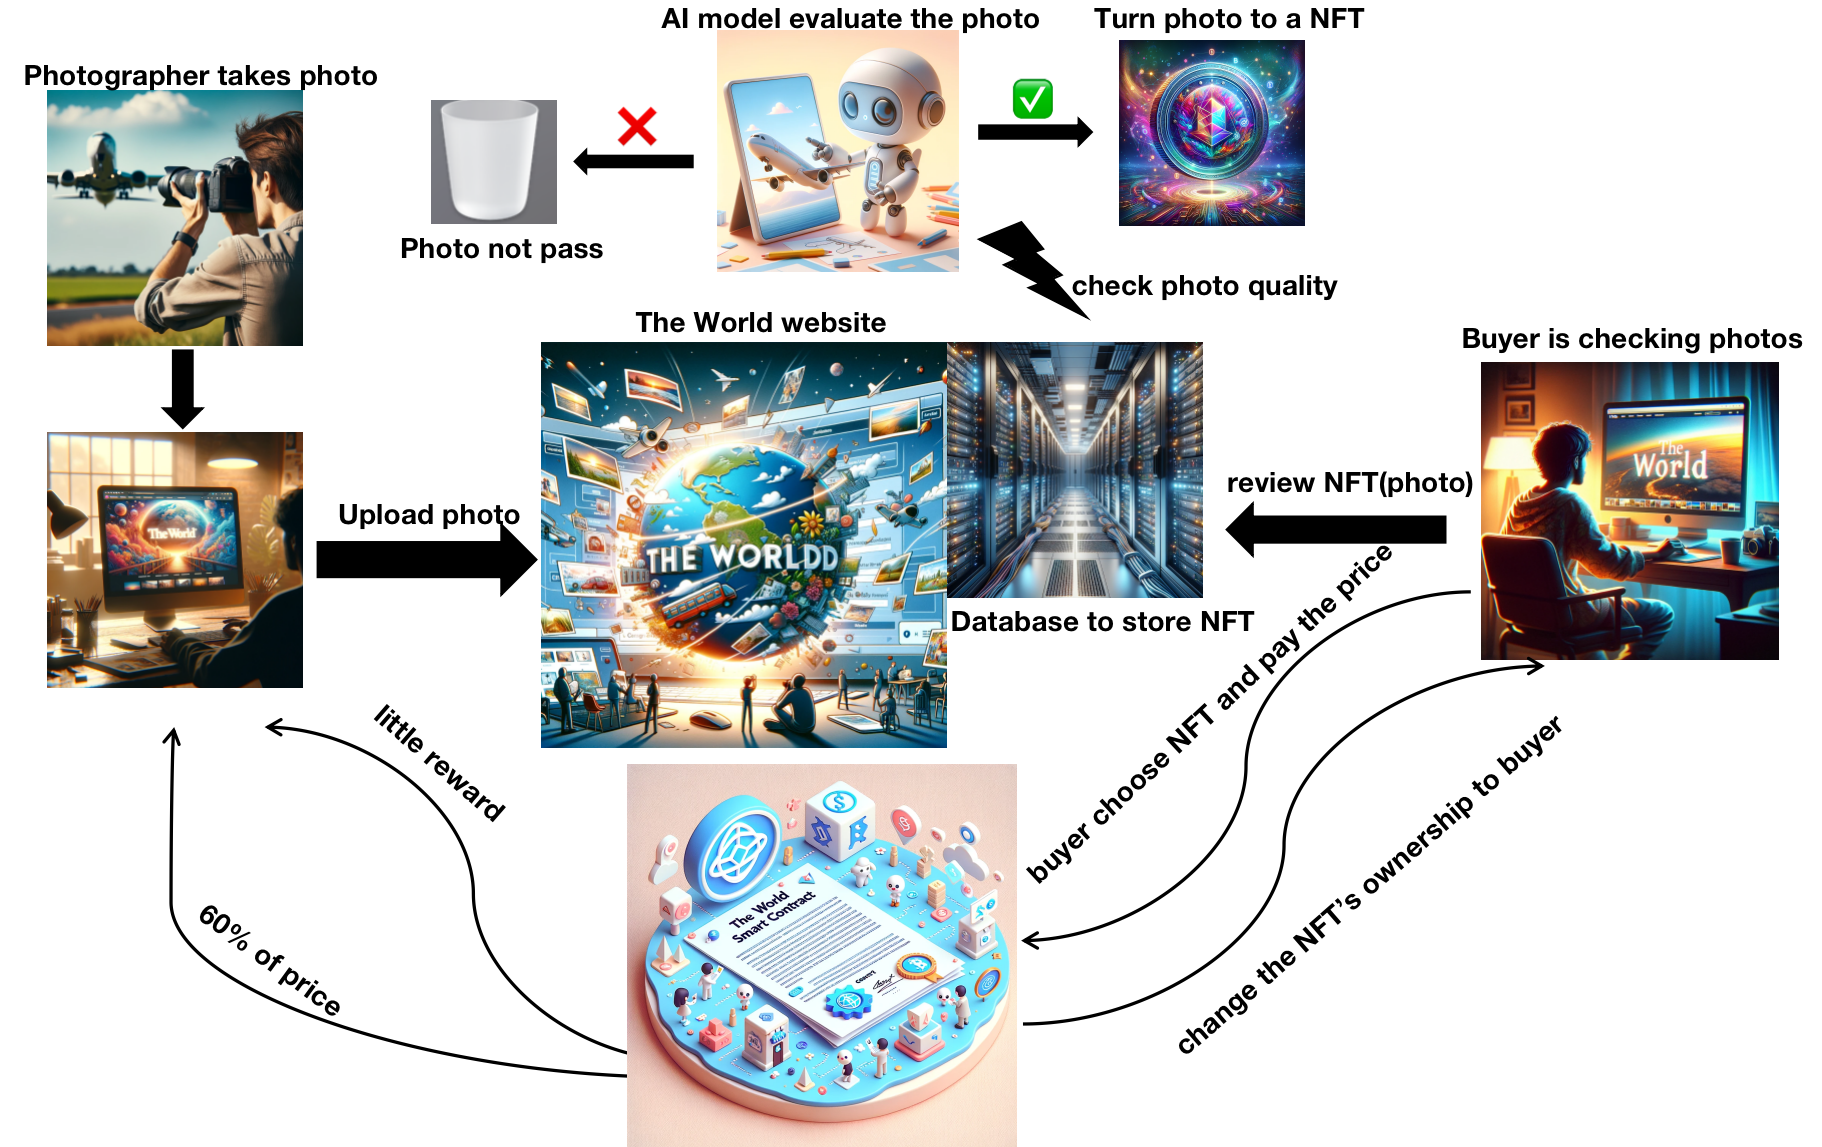 AI model evaluate the photo
Turn photo to a NFT
Photographer takes photo
Photo not pass
check photo quality
The World website
Buyer is checking photos
THE WORLDD
The World
The
World
Upload photo
review NFT(photo)
Database to store NFT
buyer choose NFT and pay the price
little reward
change the NFT's ownership to buyer
60% of price
The World
Smart Contract